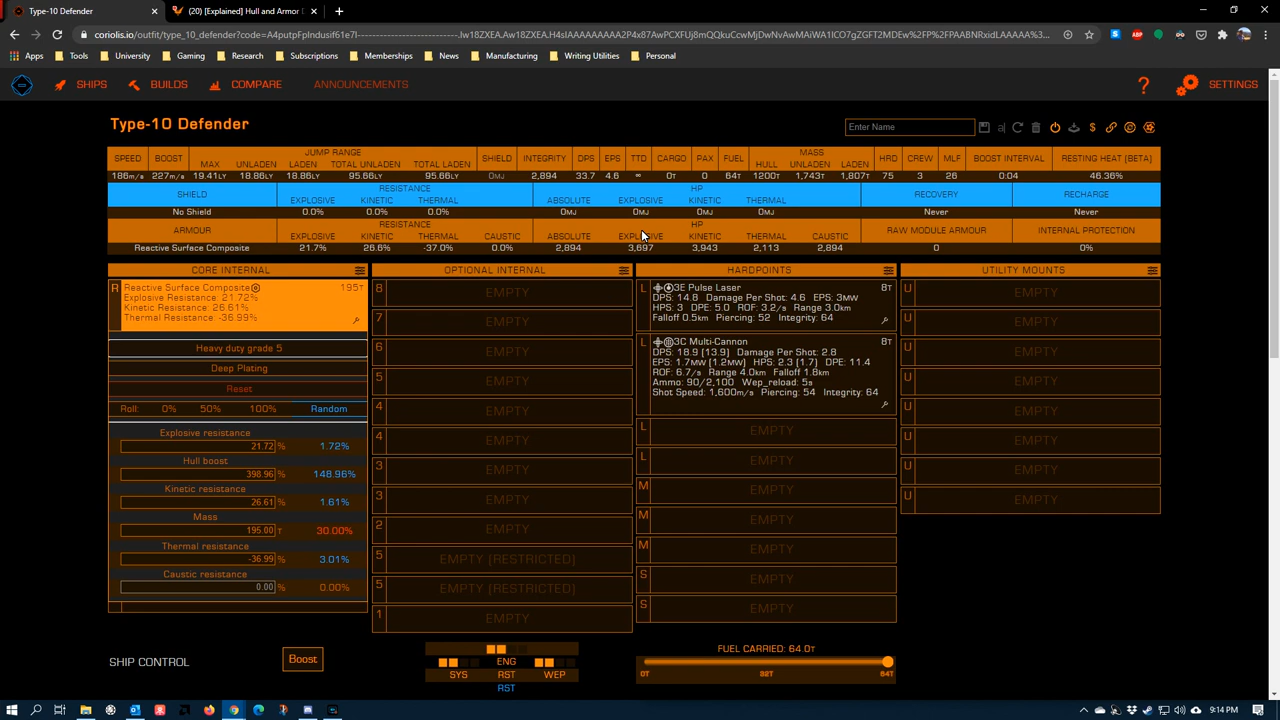 Type-10 Defender
(20) [Explained] Hull and Armor
coriolis.io/outfit/type_10_defender?code=
Apps Tools University Gaming Research Subscriptions Memberships News Manufacturing Writing Utilities Personal
SHIPS BUILDS COMPARE ANNOUNCEMENTS ? SETTINGS
Type-10 Defender
Enter Name
JUMP RANGE MASS
SPEED BOOST MAX UNLADEN LADEN TOTAL UNLADEN TOTAL LADEN SHIELD INTEGRITY DPS EPS TTD CARGO PAX FUEL HULL UNLADEN LADEN HRD CREW MLF BOOST INTERVAL RESTING HEAT (BETA)
186m/s 227m/s 19.41LY 18.86LY 18.86LY 95.66LY 95.66LY 0MJ 2,894 33.7 4.6 ∞ 0T 0 64T 1200T 1,743T 1,807T 75 3 26 0:04 46.36%
SHIELD RESISTANCE HP RECOVERY RECHARGE
EXPLOSIVE KINETIC THERMAL ABSOLUTE EXPLOSIVE KINETIC THERMAL
No Shield 0.0% 0.0% 0.0% 0MJ 0MJ 0MJ 0MJ Never Never
ARMOUR RESISTANCE HP RAW MODULE ARMOUR INTERNAL PROTECTION
EXPLOSIVE KINETIC THERMAL CAUSTIC ABSOLUTE EXPLOSIVE KINETIC THERMAL CAUSTIC
Reactive Surface Composite 21.7% 26.6% -37.0% 0.0% 2,894 3,697 3,943 2,113 2,894 0 0%
CORE INTERNAL
R Reactive Surface Composite 195T
Explosive Resistance: 21.72%
Kinetic Resistance: 26.61%
Thermal Resistance: -36.99%
Heavy duty grade 5
Deep Plating
Reset
Roll: 0% 50% 100% Random
Explosive resistance
21.72 % 1.72%
Hull boost
398.96 % 148.96%
Kinetic resistance
26.61 % 1.61%
Mass
195.00 T 30.00%
Thermal resistance
-36.99 % 3.01%
Caustic resistance
0.00 % 0.00%
OPTIONAL INTERNAL
8 EMPTY
7 EMPTY
6 EMPTY
5 EMPTY
4 EMPTY
4 EMPTY
3 EMPTY
3 EMPTY
2 EMPTY
5 EMPTY (RESTRICTED)
5 EMPTY (RESTRICTED)
1 EMPTY
HARDPOINTS
L 3E Pulse Laser 8T
DPS: 14.8 Damage Per Shot: 4.6 EPS: 3MW
HPS: 3 DPE: 5.0 ROF: 3.2/s Range 3.0km
Falloff 0.5km Piercing: 52 Integrity: 64
L 3C Multi-Cannon 8T
DPS: 18.9 [13.9] Damage Per Shot: 2.8
EPS: 1.7MW [1.2MW] HPS: 2.3 [1.7] DPE: 11.4
ROF: 6.7/s Range 4.0km Falloff 1.8km
Ammo: 90/2,100 Wep_reload: 5s
Shot Speed: 1,600m/s Piercing: 54 Integrity: 64
L EMPTY
L EMPTY
M EMPTY
M EMPTY
M EMPTY
S EMPTY
S EMPTY
UTILITY MOUNTS
U EMPTY
U EMPTY
U EMPTY
U EMPTY
U EMPTY
U EMPTY
U EMPTY
U EMPTY
SHIP CONTROL Boost
ENG
SYS RST WEP
RST
FUEL CARRIED: 64.0T
0T 32T 64T
9:14 PM